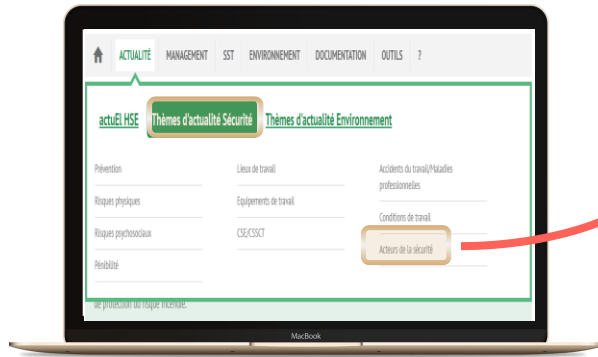 ACTUALITÉ MANAGEMENT SST ENVIRONNEMENT DOCUMENTATION OUTILS ?
actuEl HSE Thèmes d'actualité Sécurité Thèmes d'actualité Environnement
Prévention Lieux de travail Accidents du travail/Maladies
professionnelles
Risques physiques Equipements de travail
Conditions de travail
Risques psychosociaux CSE/CSSCT
Acteurs de la sécurité
Pénibilité
de protection du risque incendie.
MacBook